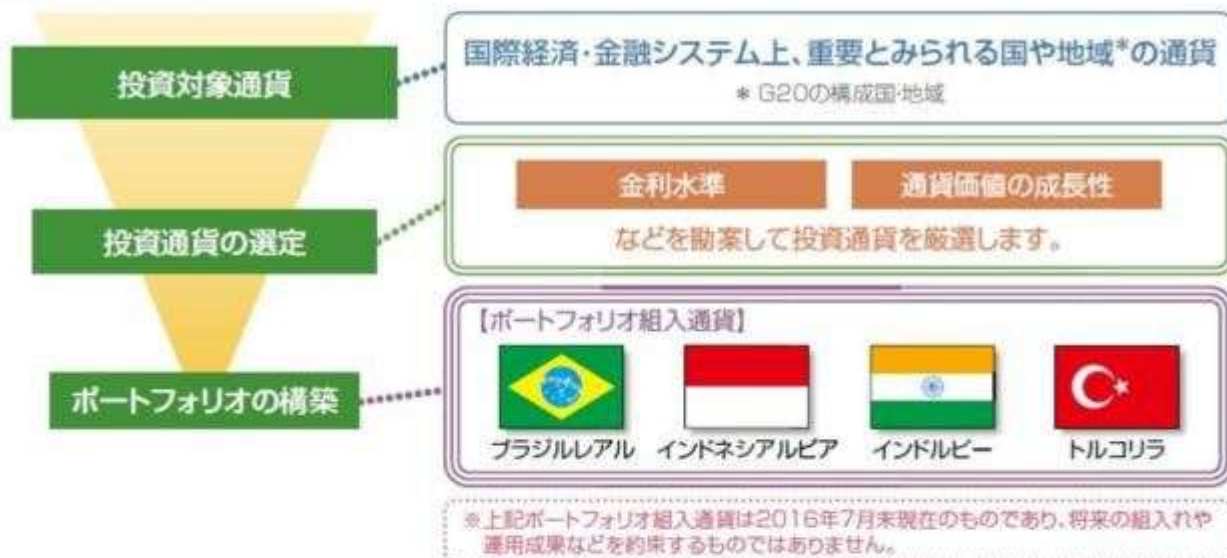 投資対象通貨
国際経済・金融システム上、重要とみられる国や地域*の通貨
* G20の構成国・地域
投資通貨の選定
金利水準
通貨価値の成長性
などを勘案して投資通貨を厳選します。
ポートフォリオの構築
【ポートフォリオ組入通貨】
ブラジルレアル
インドネシアルピア
インドルピー
トルコリラ
※上記ポートフォリオ組入通貨は2016年7月末現在のものであり、将来の組入れや
運用成果などを約束するものではありません。